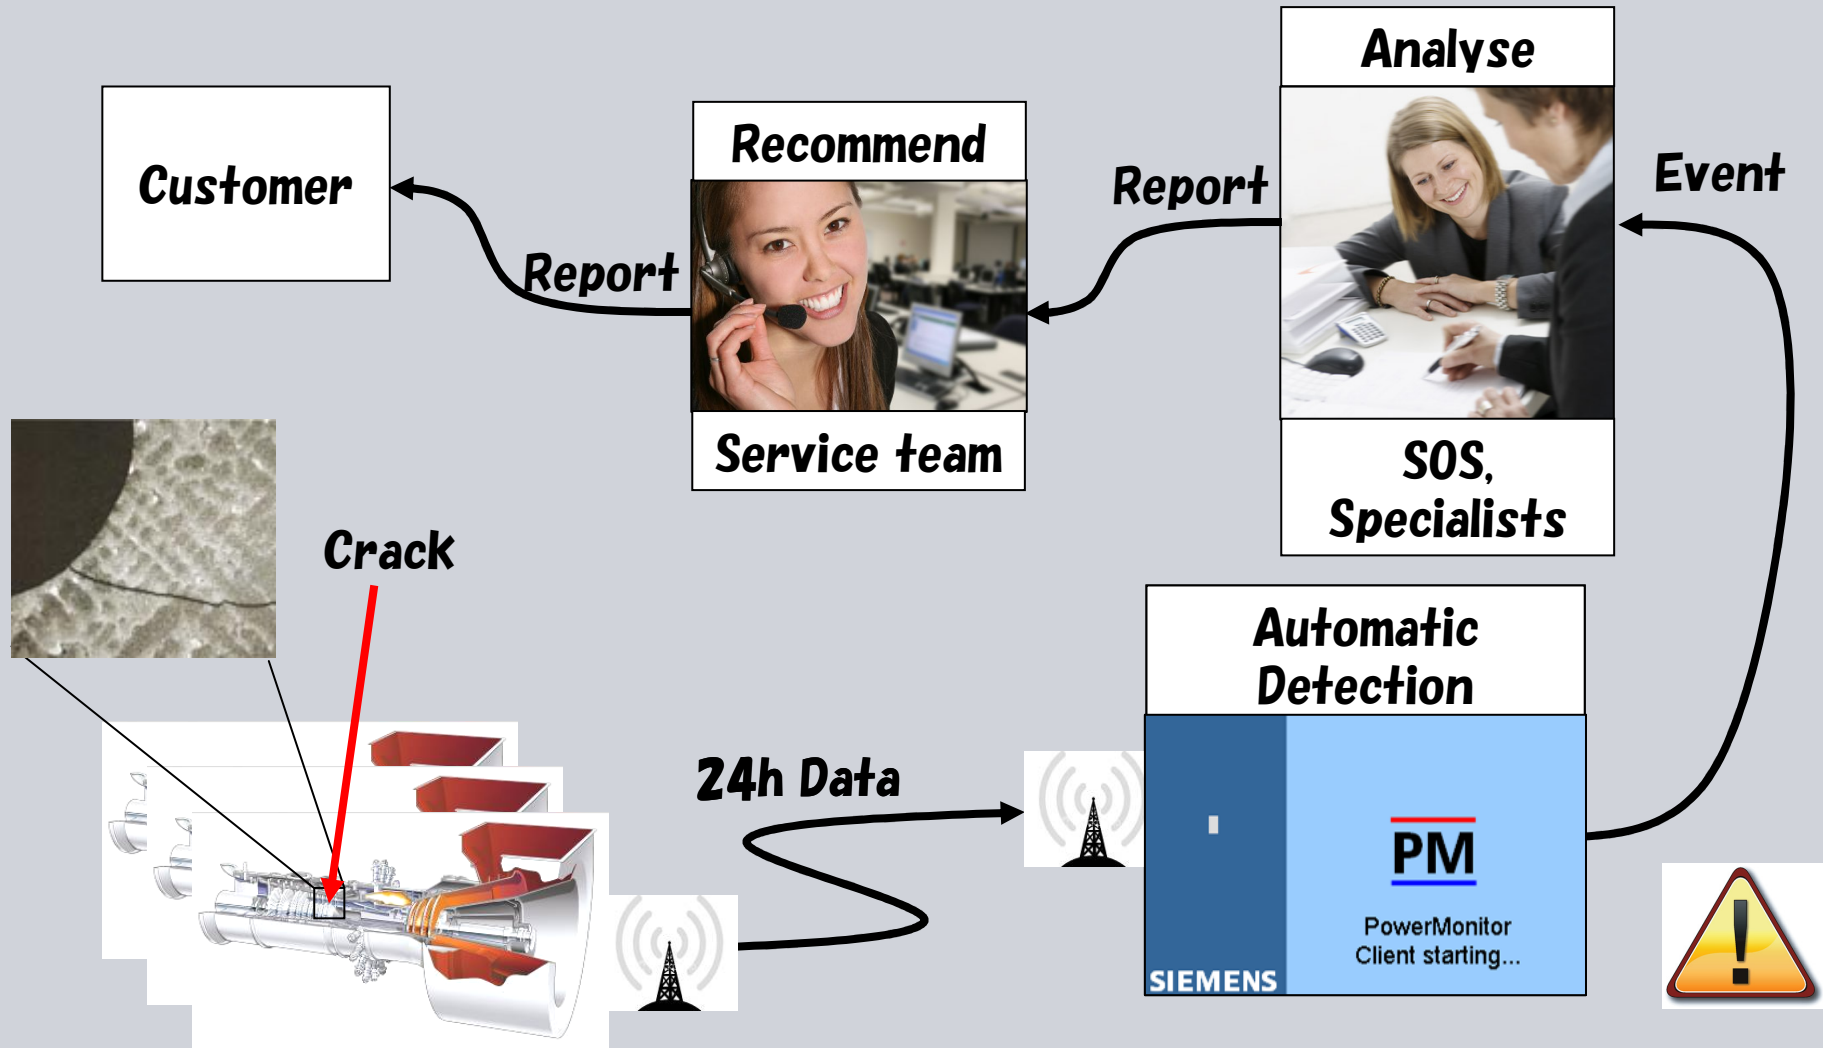 Analyse
Customer
Recommend
Report
Event
Report
Service team
SOS,
Specialists
Crack
Automatic
Detection
24h Data
PM
PowerMonitor
Client starting...
SIEMENS